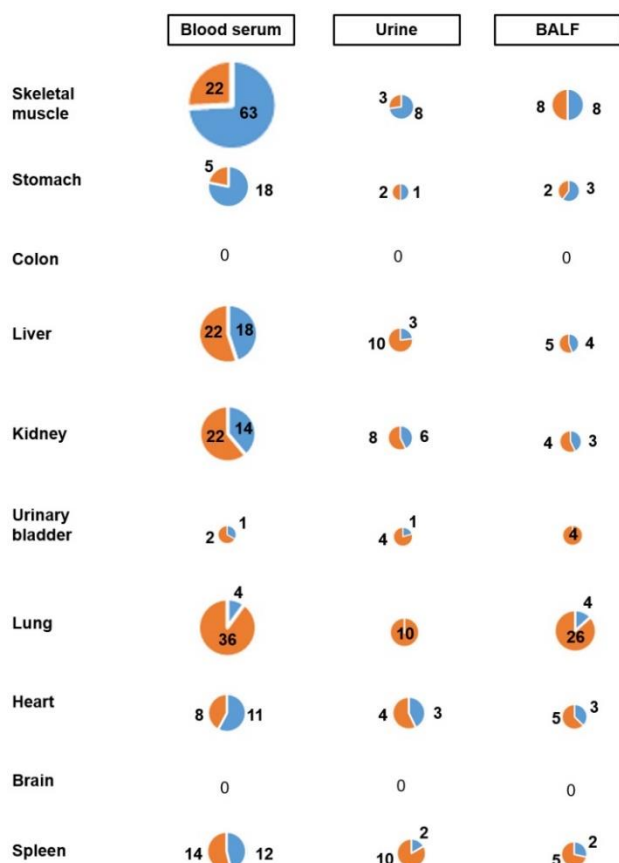 Blood serum Urine BALF
Skeletal
muscle
22 63 3 8 8 8
Stomach
5 18 2 1 2 3
Colon
0 0 0
Liver
22 18 10 3 5 4
Kidney
22 14 8 6 4 3
Urinary
bladder
2 1 4 1 4
Lung
4 36 10 4 26
Heart
8 11 4 3 5 3
Brain
0 0 0
Spleen
14 12 10 2 5 2